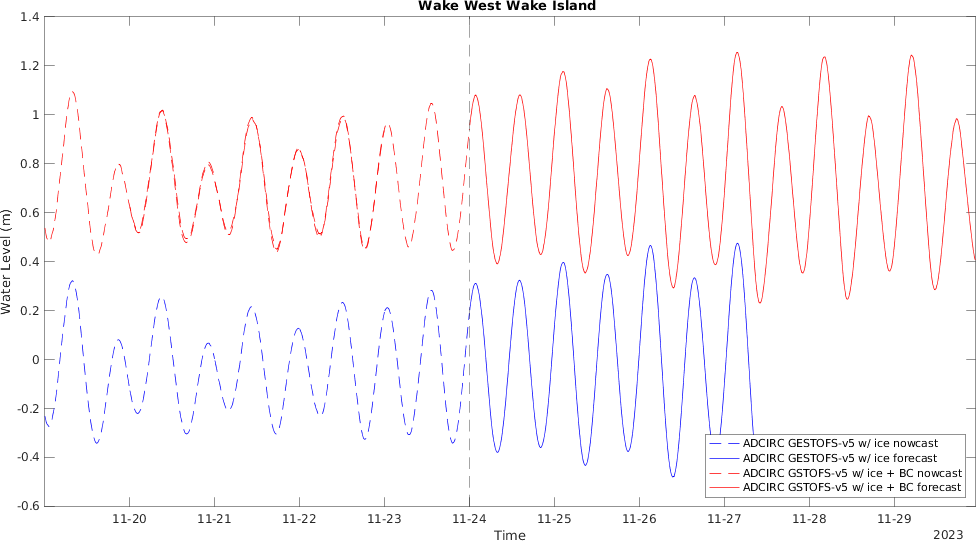 Wake West Wake Island
1.4
1.2
1
0.8
0.6
0.4
0.2
0
-0.2
-0.4
-0.6
Water Level (m)
ADCIRC GESTOFS-v5 w/ ice nowcast
ADCIRC GESTOFS-v5 w/ ice forecast
ADCIRC GSTOFS-v5 w/ ice + BC nowcast
ADCIRC GSTOFS-v5 w/ ice + BC forecast
11-20 11-21 11-22 11-23 11-24 11-25 11-26 11-27 11-28 11-29
Time
2023